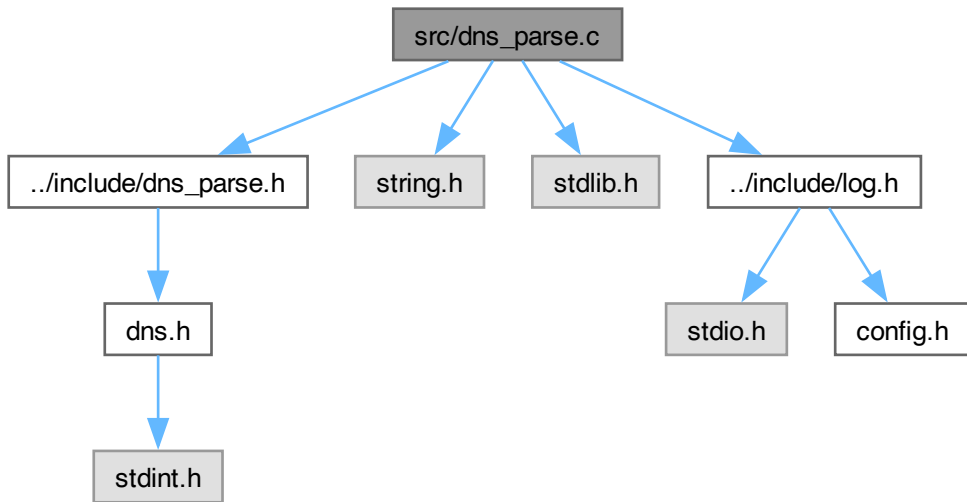 src/dns_parse.c
../include/dns_parse.h
string.h
stdlib.h
../include/log.h
dns.h
stdio.h
config.h
stdint.h